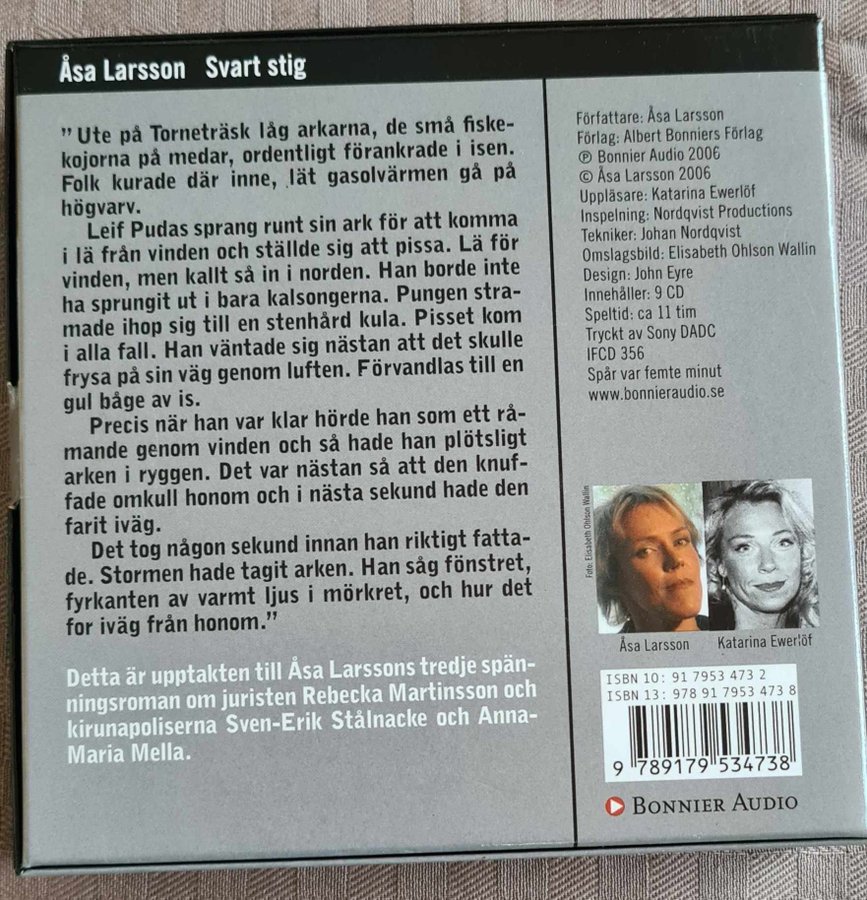 Åsa Larsson Svart stig
” Ute på Torneträsk låg arkarna, de små fiske-
kojorna på medar, ordentligt förankrade i isen.
Folk kurade där inne, lät gasolvärmen gå på
högvarv.
Leif Pudas sprang runt sin ark för att komma
i lä från vinden och ställde sig att pissa. Lä för
vinden, men kallt så in i norden. Han borde inte
ha sprungit ut i bara kalsongerna. Pungen stra-
made ihop sig till en stenhård kula. Pisset kom
i alla fall. Han väntade sig nästan att det skulle
frysa på sin väg genom luften. Förvandlas till en
gul båge av is.
Precis när han var klar hörde han som ett rå-
mande genom vinden och så hade han plötsligt
arken i ryggen. Det var nästan så att den knuf-
fade omkull honom och i nästa sekund hade den
farit iväg.
Det tog någon sekund innan han riktigt fatta-
de. Stormen hade tagit arken. Han såg fönstret,
fyrkanten av varmt ljus i mörkret, och hur det
for iväg från honom.”
Detta är upptakten till Åsa Larssons tredje spän-
ningsroman om juristen Rebecka Martinsson och
kirunapoliserna Sven-Erik Stålnacke och Anna-
Maria Mella.
Författare: Åsa Larsson
Förlag: Albert Bonniers Förlag
℗ Bonnier Audio 2006
© Åsa Larsson 2006
Uppläsare: Katarina Ewerlöf
Inspelning: Nordqvist Productions
Tekniker: Johan Nordqvist
Omslagsbild: Elisabeth Ohlson Wallin
Design: John Eyre
Innehåller: 9 CD
Speltid: ca 11 tim
Tryckt av Sony DADC
IFCD 356
Spår var femte minut
www.bonnieraudio.se
Foto: Elisabeth Ohlson Wallin
Åsa Larsson Katarina Ewerlöf
ISBN 10: 91 7953 473 2
ISBN 13: 978 91 7953 473 8
9 789179 534738
BONNIER AUDIO